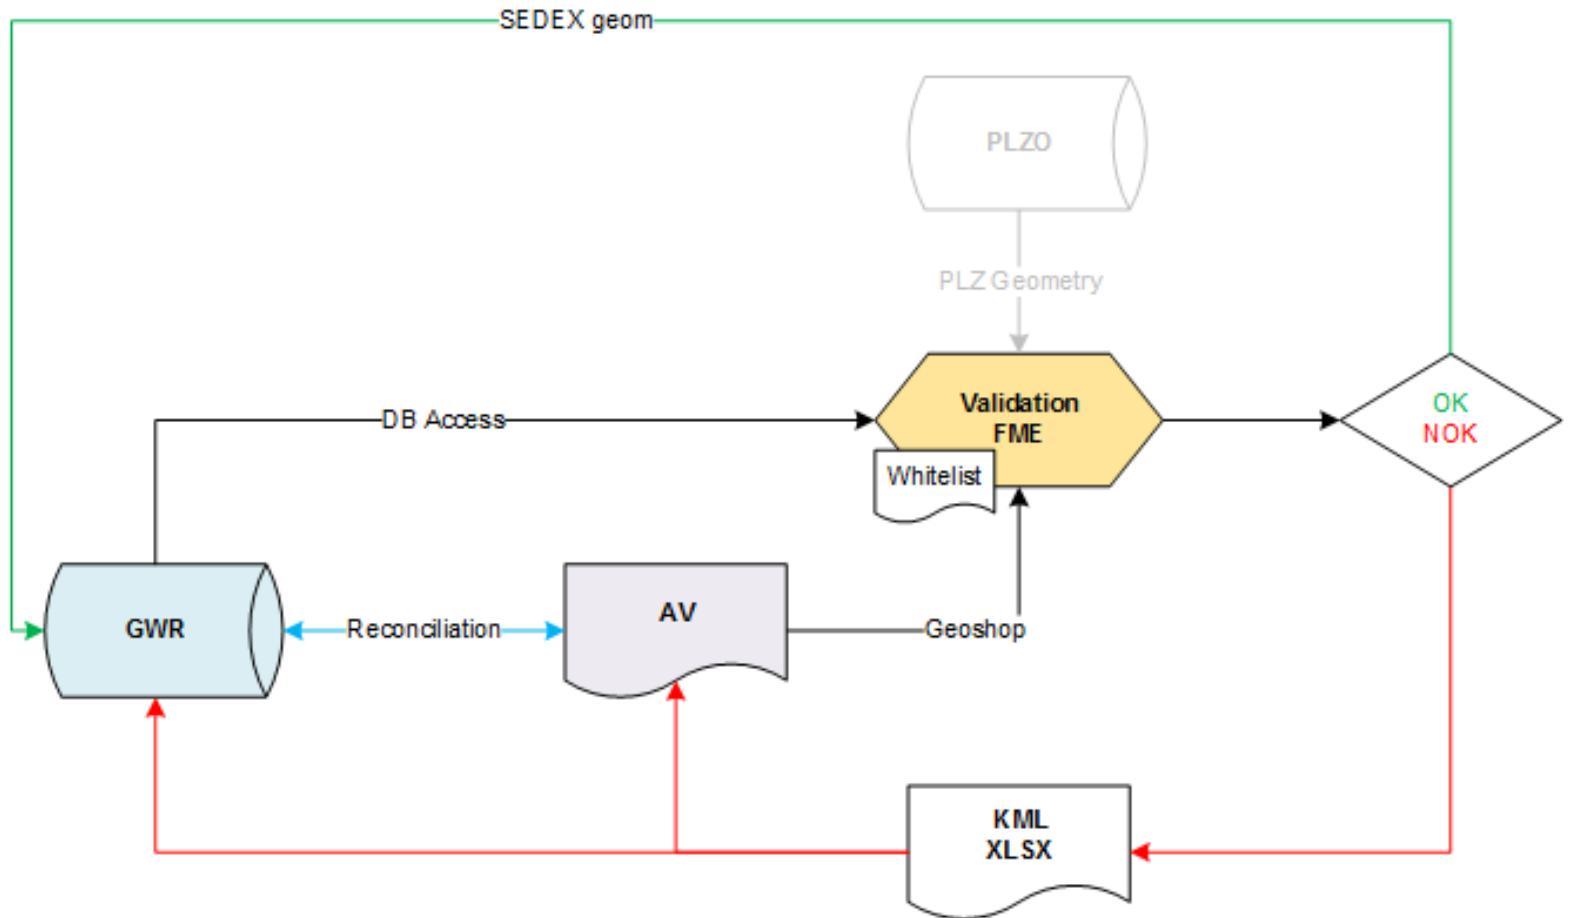 SEDEX geom
PLZO
PLZ Geometry
Validation
FME
OK
NOK
DB Access
Whitelist
GWR
Reconciliation
AV
Geoshop
KML
XLSX